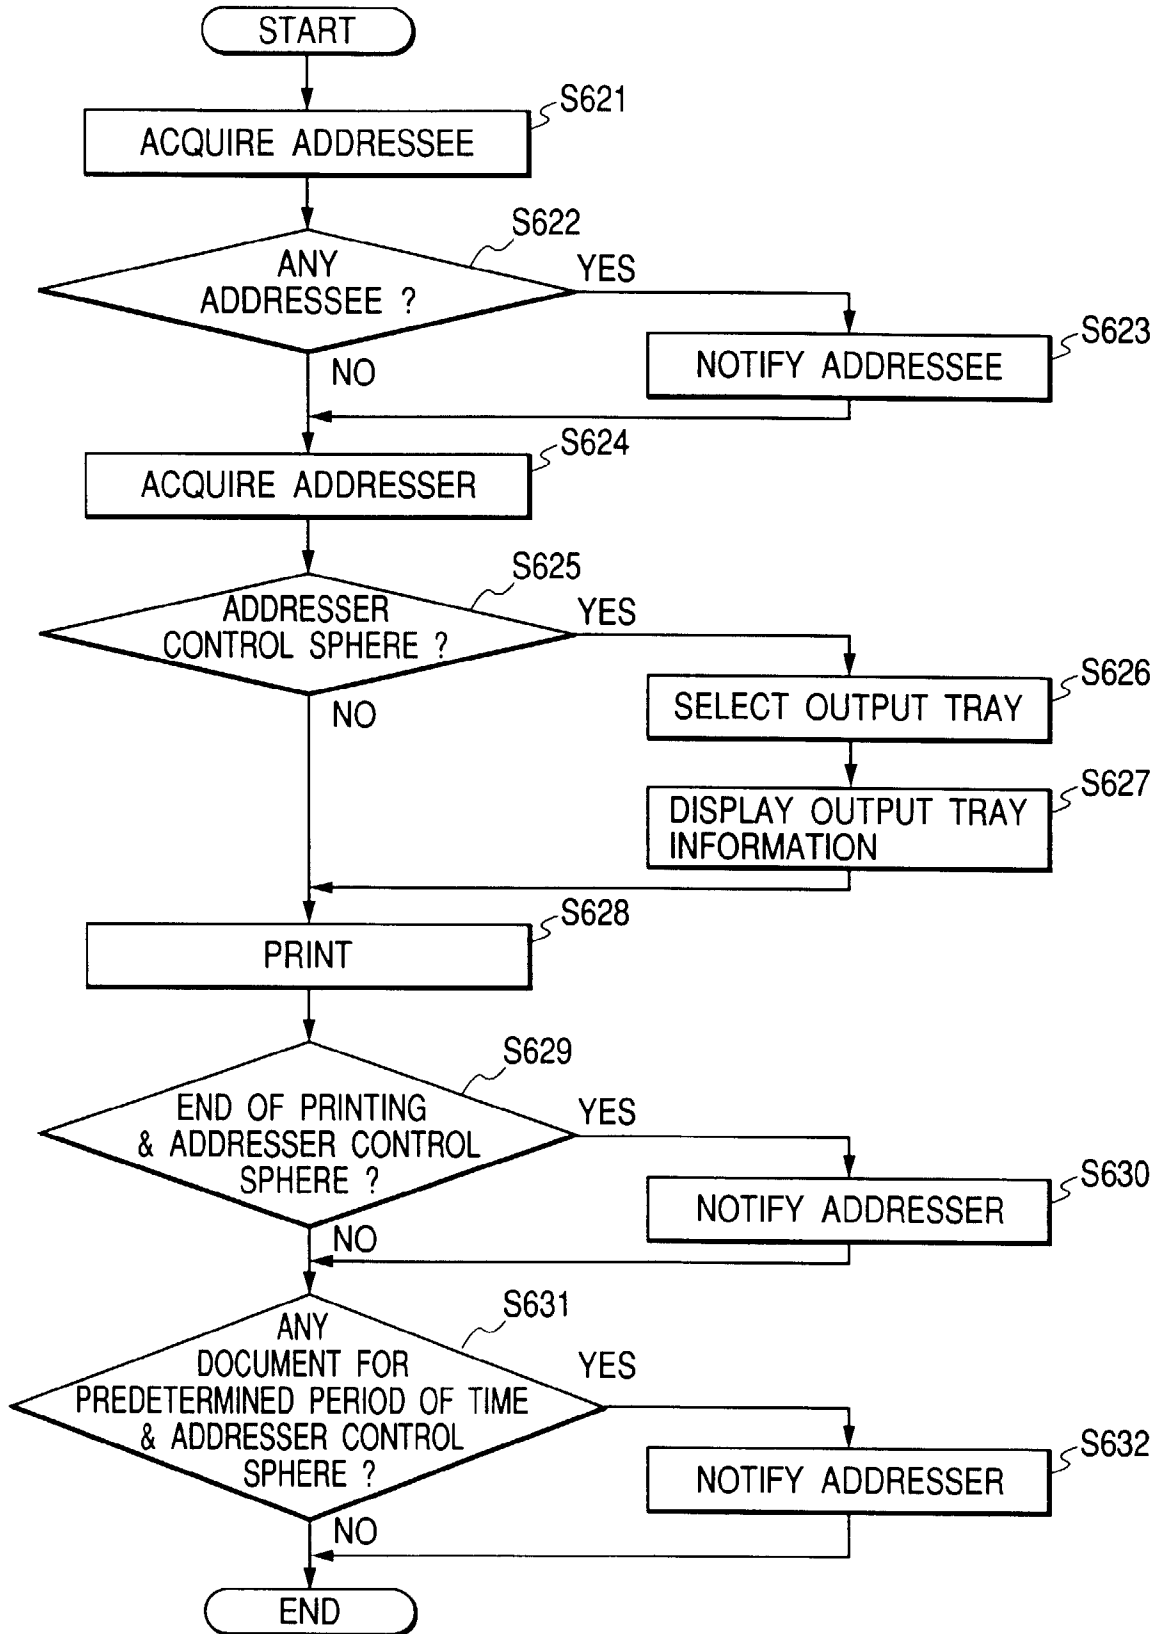 START
S621
ACQUIRE ADDRESSEE
S622
ANY
ADDRESSEE ?
YES
S623
NOTIFY ADDRESSEE
NO
S624
ACQUIRE ADDRESSER
S625
ADDRESSER
CONTROL SPHERE ?
YES
S626
SELECT OUTPUT TRAY
NO
S627
DISPLAY OUTPUT TRAY
INFORMATION
S628
PRINT
S629
END OF PRINTING
& ADDRESSER CONTROL
SPHERE ?
YES
S630
NOTIFY ADDRESSER
NO
S631
ANY
DOCUMENT FOR
PREDETERMINED PERIOD OF TIME
& ADDRESSER CONTROL
SPHERE ?
YES
S632
NOTIFY ADDRESSER
NO
END